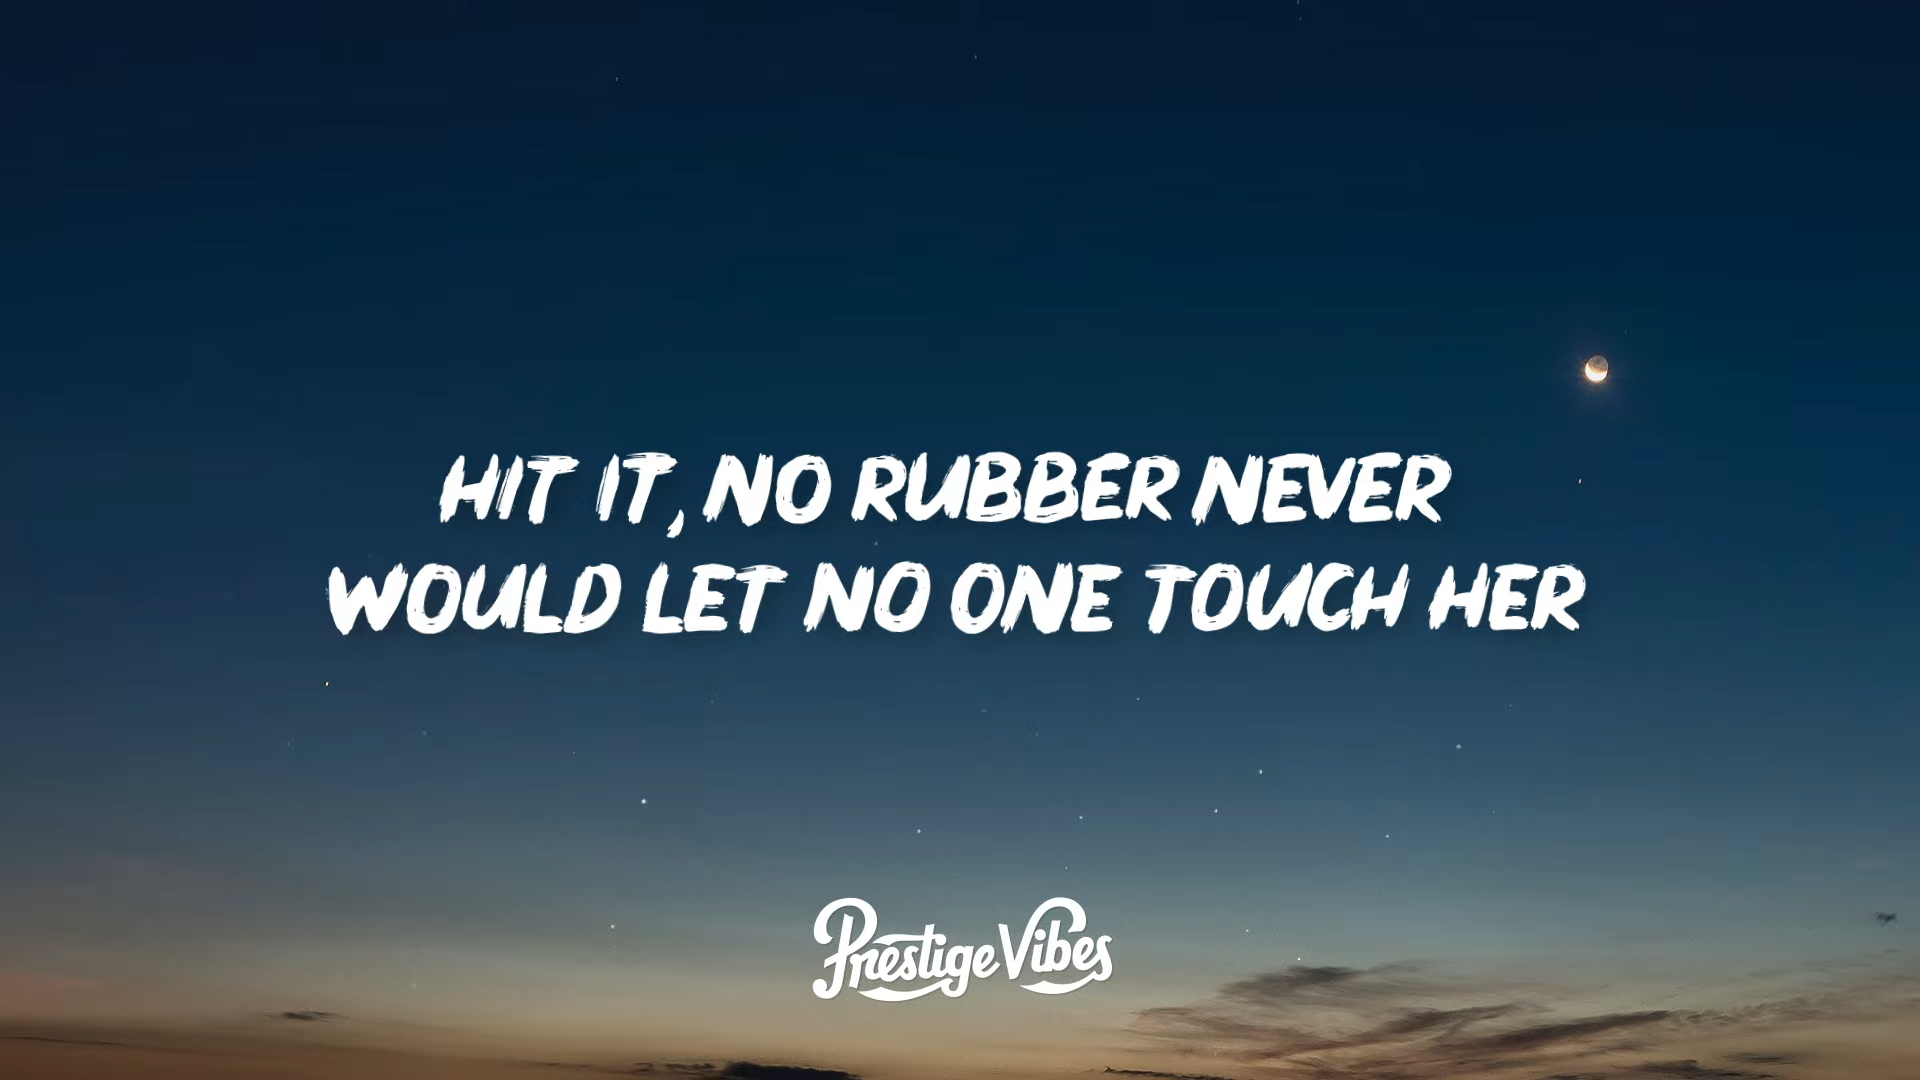 HIT IT, NO RUBBER NEVER
WOULD LET NO ONE TOUCH HER
Prestige Vibes